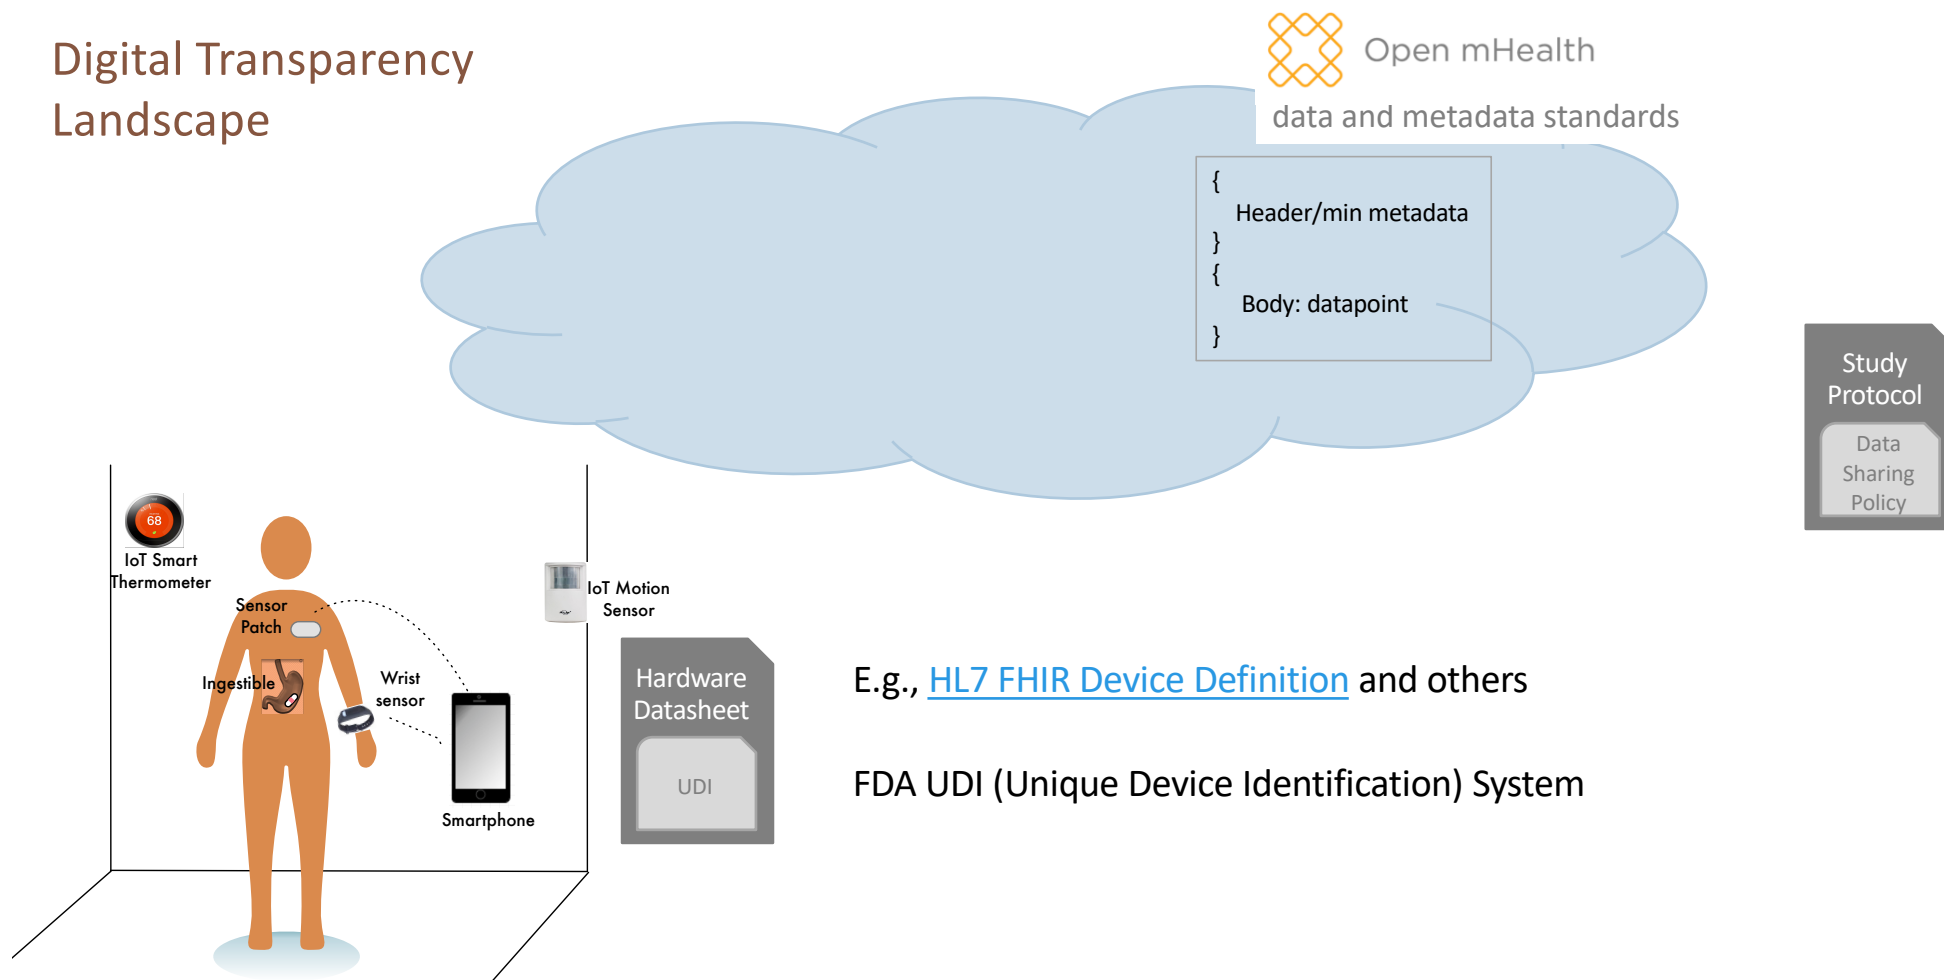 Digital Transparency
Landscape
Open mHealth
data and metadata standards
{
Header/min metadata
}
{
Body: datapoint
}
Study
Protocol
Data
Sharing
Policy
68
IoT Smart
Thermometer
Sensor
Patch
Ingestible
Wrist
sensor
Smartphone
IoT Motion
Sensor
Hardware
Datasheet
UDI
E.g., HL7 FHIR Device Definition and others
FDA UDI (Unique Device Identification) System